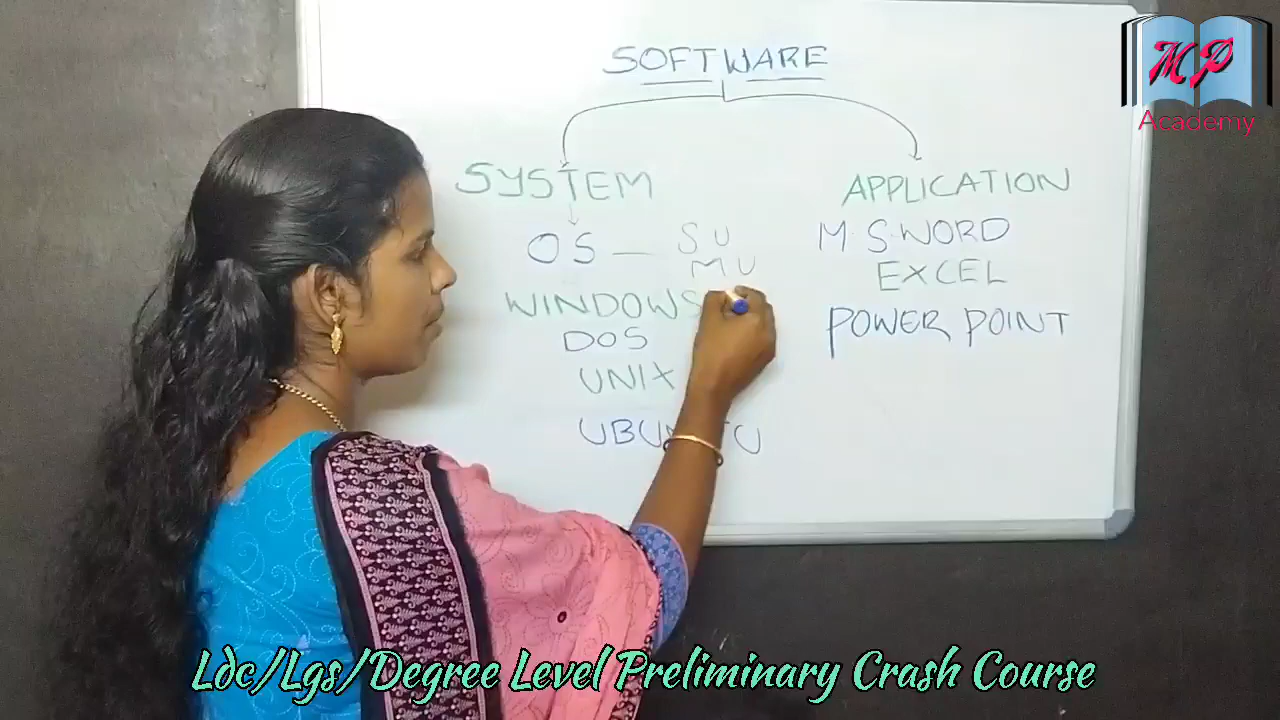 SOFTWARE
SYSTEM
OS — SU
MU
WINDOWS
DOS
UNIX
UBUNTU
APPLICATION
M.S.WORD
EXCEL
POWER POINT
MP
Academy
Ldc/Lgs/Degree Level Preliminary Crash Course